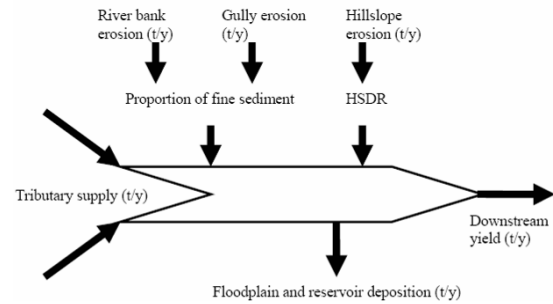 River bank
erosion (t/y)
Gully erosion
(t/y)
Hillslope
erosion (t/y)
Proportion of fine sediment
HSDR
Tributary supply (t/y)
Downstream
yield (t/y)
Floodplain and reservoir deposition (t/y)